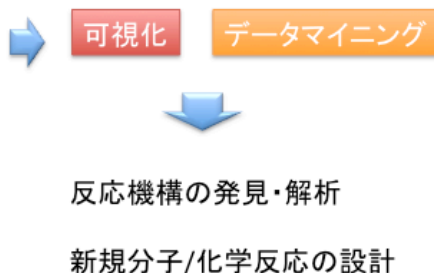 可視化 データマイニング
反応機構の発見・解析
新規分子/化学反応の設計